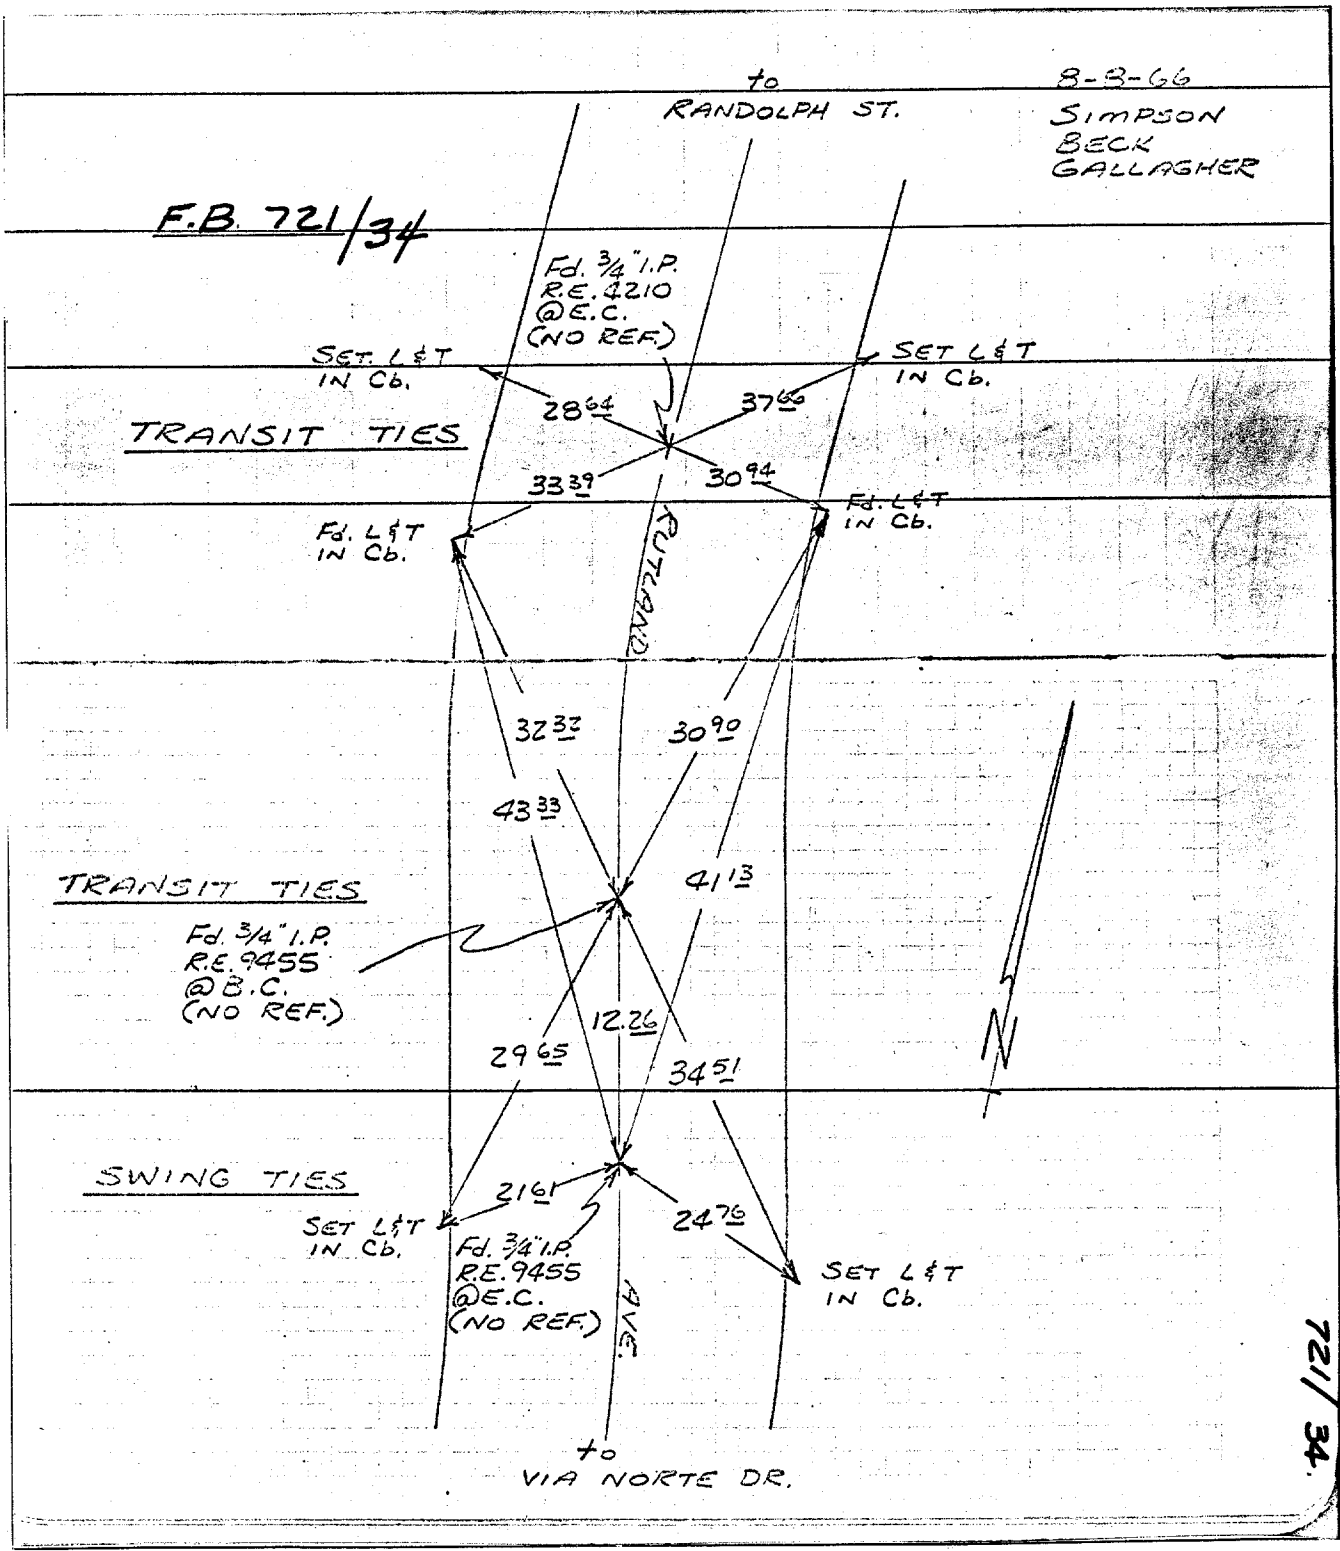 to
RANDOLPH ST.
8-3-66
SIMPSON
BECK
GALLAGHER
F.B. 721/34
Fd. 3/4" I.P.
R.E. 4210
@ E.C.
(NO REF.)
SET L&T
IN Cb.
SET L&T
IN Cb.
28 64
37 66
TRANSIT TIES
33 39
30 94
Fd. L&T
IN Cb.
Fd. L&T
IN Cb.
RUTLAND
32 33
30 90
43 33
41 13
TRANSIT TIES
Fd. 3/4" I.P.
R.E. 9455
@ B.C.
(NO REF.)
12.26
29 65
34 51
N
SWING TIES
21 61
24 76
SET L&T
IN Cb.
Fd. 3/4" I.P.
R.E. 9455
@ E.C.
(NO REF.)
SET L&T
IN Cb.
AVE.
721/34.
to
VIA NORTE DR.